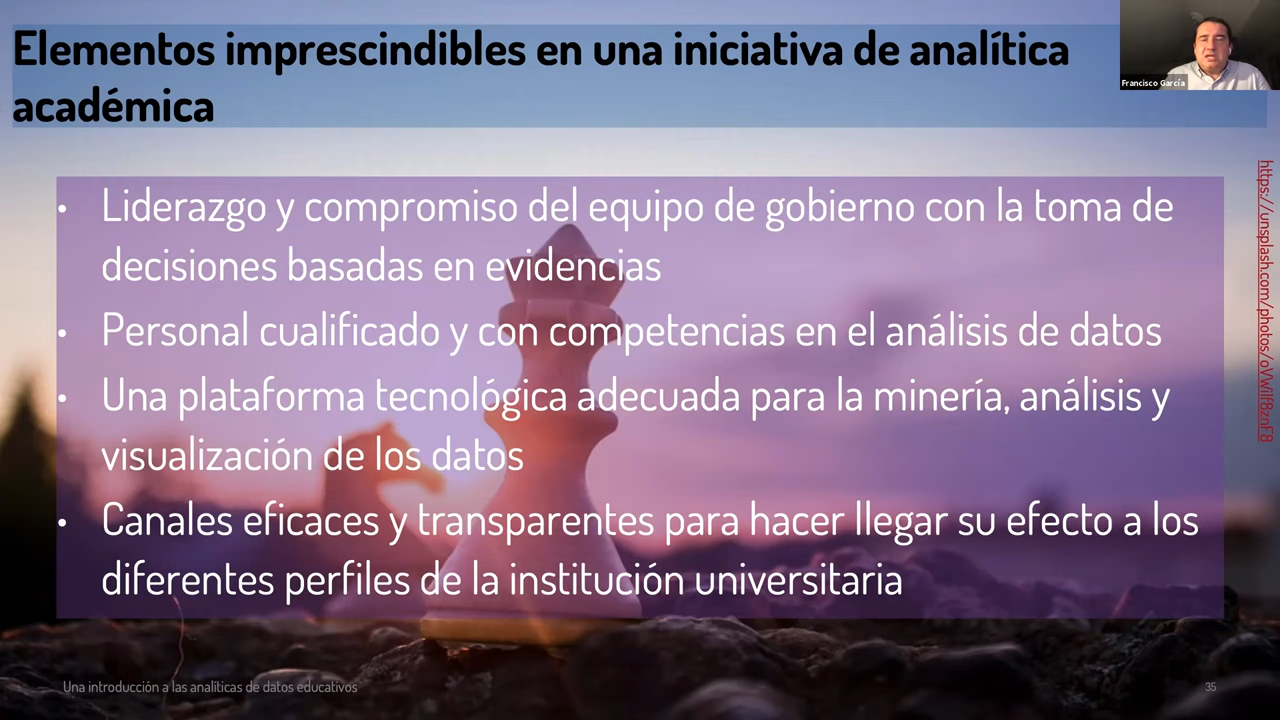 Elementos imprescindibles en una iniciativa de analítica
académica
Francisco García
• Liderazgo y compromiso del equipo de gobierno con la toma de
decisiones basadas en evidencias
• Personal cualificado y con competencias en el análisis de datos
• Una plataforma tecnológica adecuada para la minería, análisis y
visualización de los datos
• Canales eficaces y transparentes para hacer llegar su efecto a los
diferentes perfiles de la institución universitaria
Una introducción a las analíticas de datos educativos
35